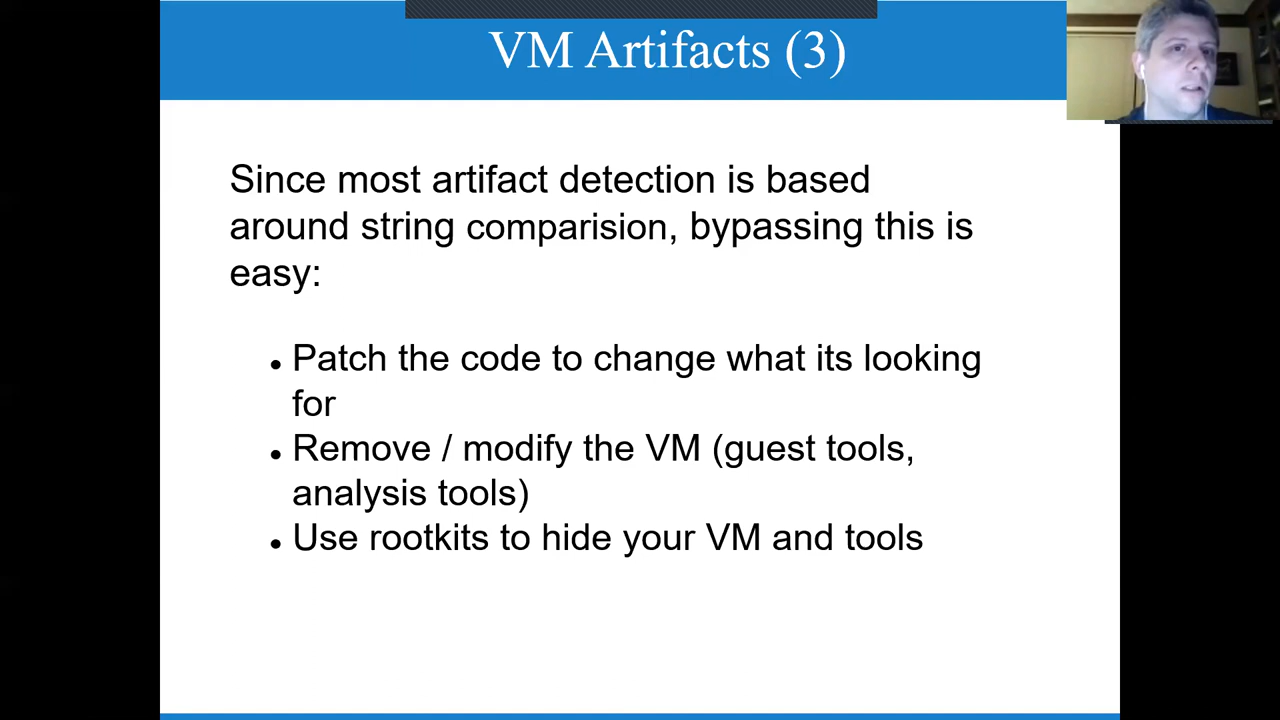 VM Artifacts (3)
Since most artifact detection is based
around string comparision, bypassing this is
easy:
• Patch the code to change what its looking
for
• Remove / modify the VM (guest tools,
analysis tools)
• Use rootkits to hide your VM and tools